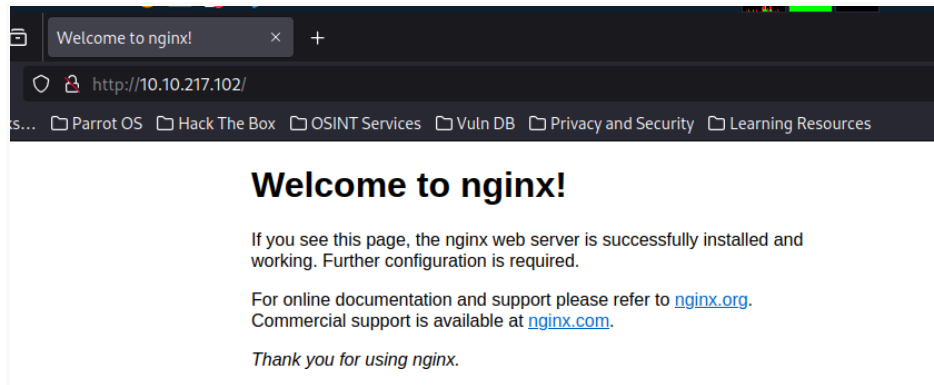 Welcome to nginx!
http://10.10.217.102/
Parrot OS Hack The Box OSINT Services Vuln DB Privacy and Security Learning Resources
Welcome to nginx!
If you see this page, the nginx web server is successfully installed and
working. Further configuration is required.
For online documentation and support please refer to nginx.org.
Commercial support is available at nginx.com.
Thank you for using nginx.